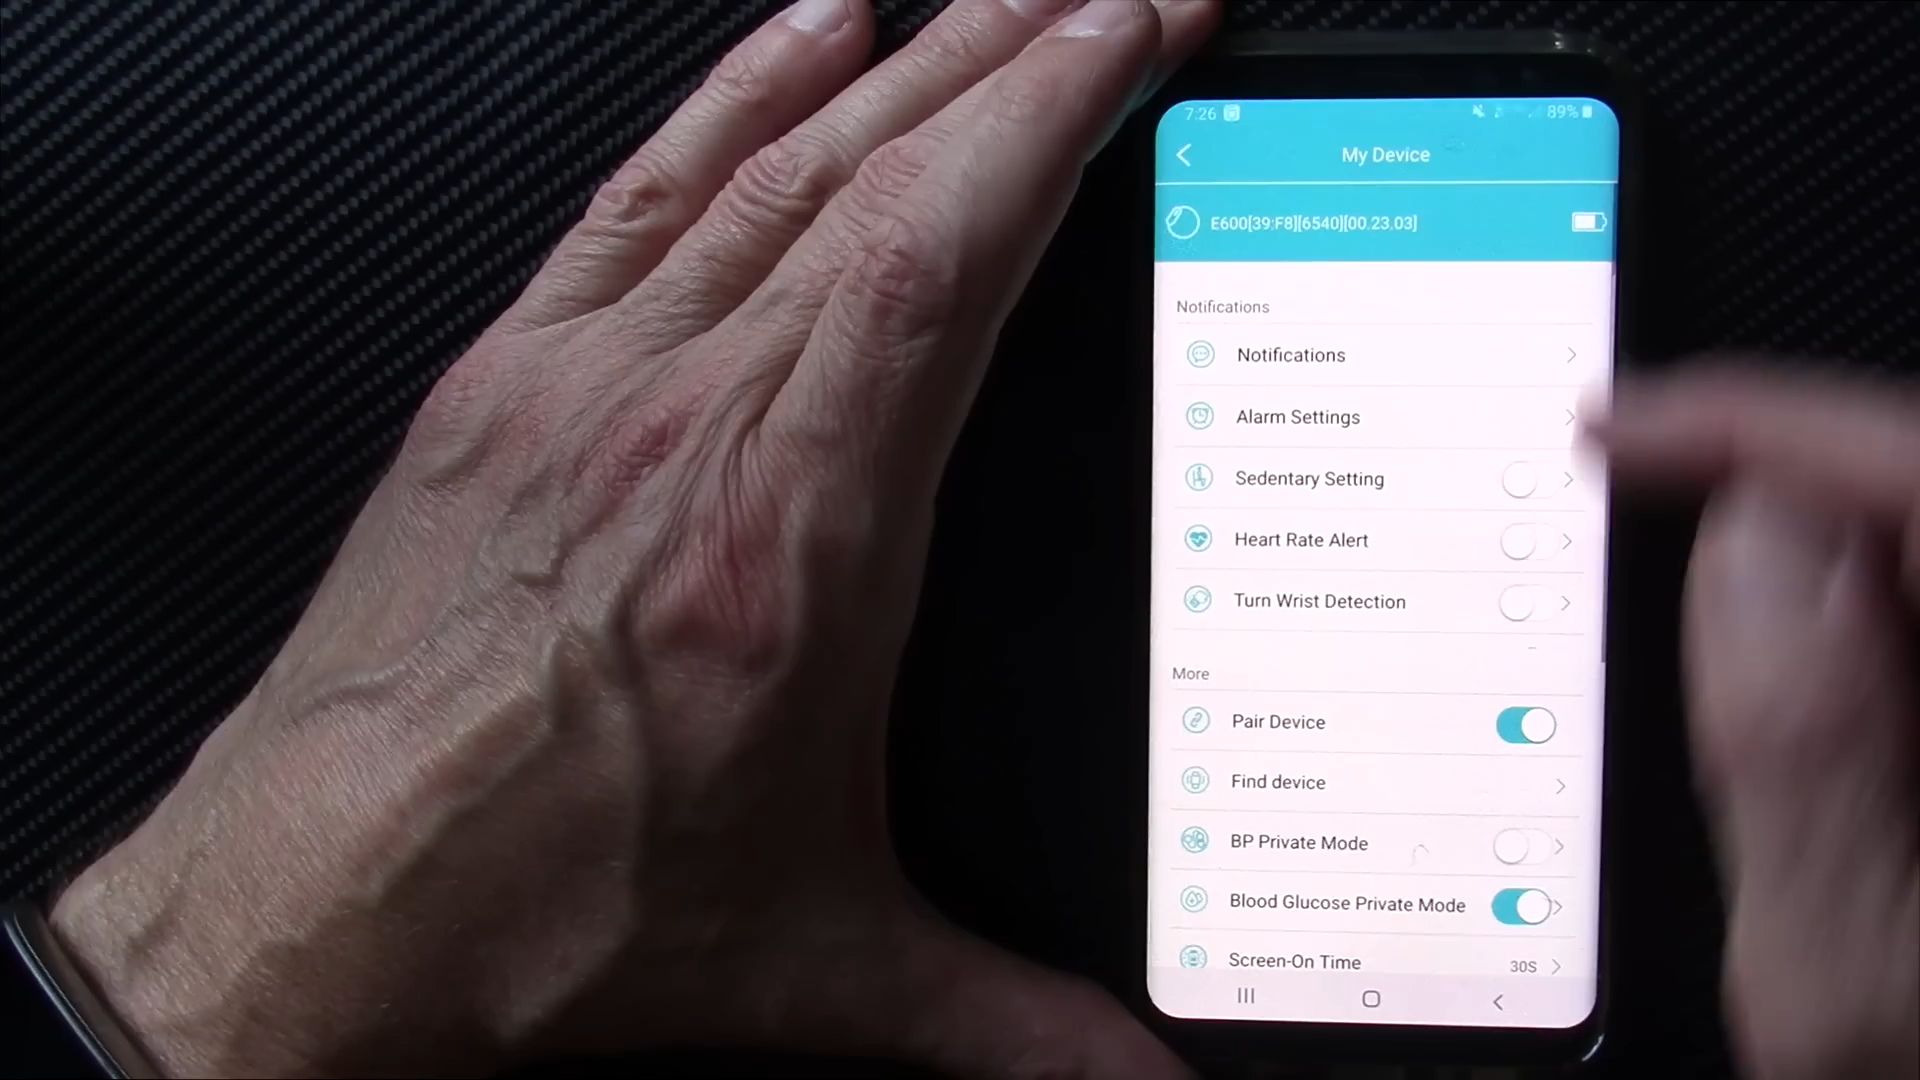 7:26 89%
My Device
E600[39:F8][6540][00.23.03]
Notifications
Notifications
Alarm Settings
Sedentary Setting
Heart Rate Alert
Turn Wrist Detection
More
Pair Device
Find device
BP Private Mode
Blood Glucose Private Mode
Screen-On Time 30S